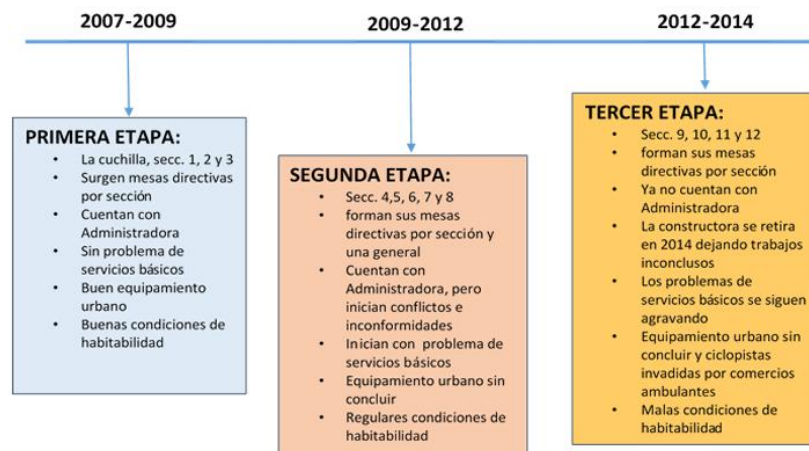 2007-2009
2009-2012
2012-2014
PRIMERA ETAPA:
• La cuchilla, secc. 1, 2 y 3
• Surgen mesas directivas
por sección
• Cuentan con
Administradora
• Sin problema de
servicios básicos
• Buen equipamiento
urbano
• Buenas condiciones de
habitabilidad
SEGUNDA ETAPA:
• Secc. 4,5, 6, 7 y 8
• forman sus mesas
directivas por sección y
una general
• Cuentan con
Administradora, pero
inician conflictos e
inconformidades
• Inician con problema de
servicios básicos
• Equipamiento urbano sin
concluir
• Regulares condiciones de
habitabilidad
TERCER ETAPA:
• Secc. 9, 10, 11 y 12
• forman sus mesas
directivas por sección
• Ya no cuentan con
Administradora
• La constructora se retira
en 2014 dejando trabajos
inconclusos
• Los problemas de
servicios básicos se siguen
agravando
• Equipamiento urbano sin
concluir y ciclopistas
invadidas por comercios
ambulantes
• Malas condiciones de
habitabilidad